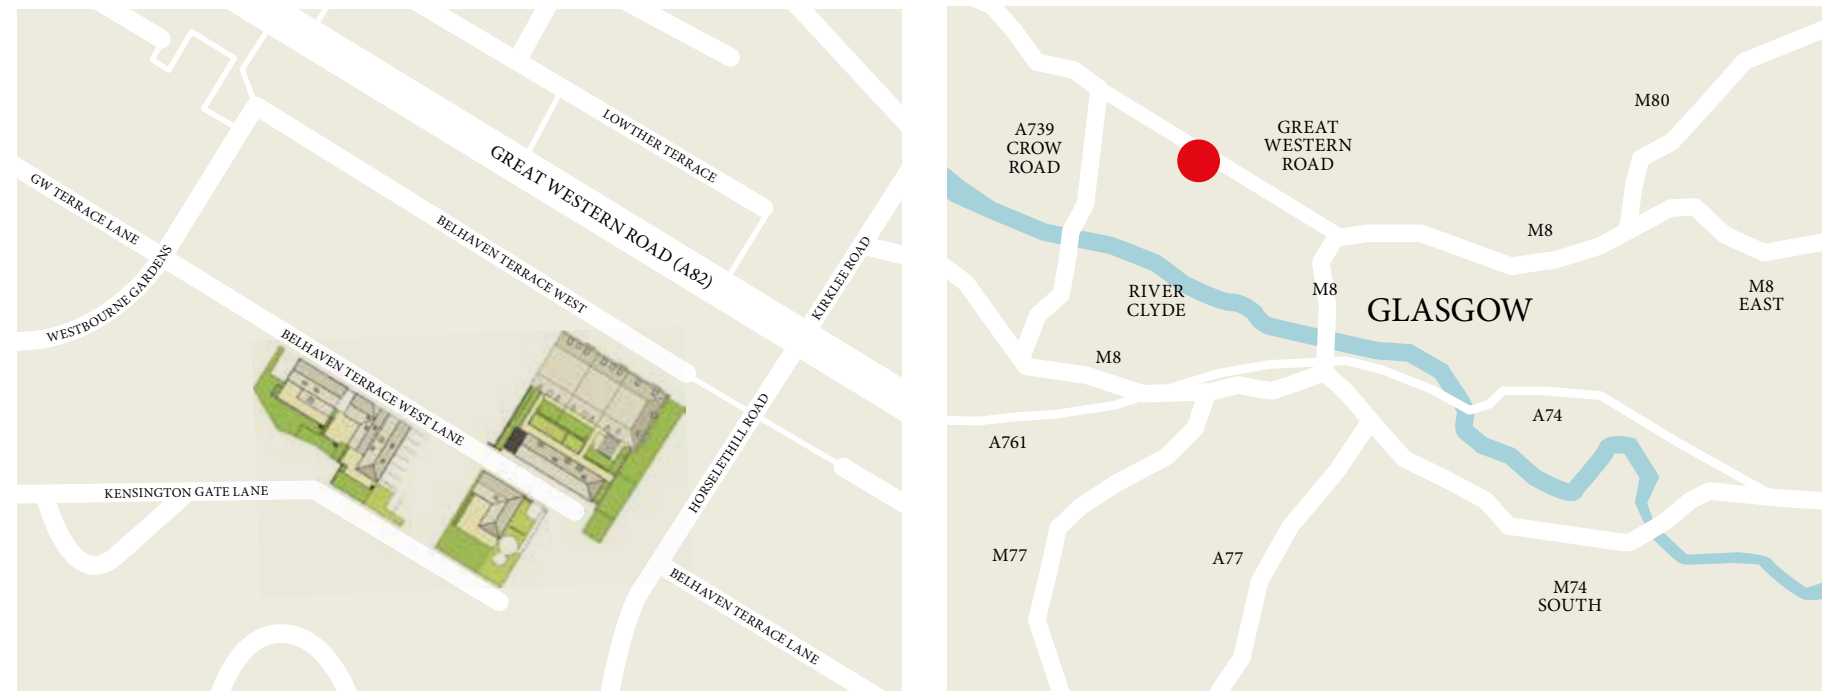 LOWTHER TERRACE
GREAT WESTERN ROAD (A82)
GW TERRACE LANE
BELHAVEN TERRACE WEST
KIRKLEE ROAD
WESTBOURNE GARDENS
BELHAVEN TERRACE WEST LANE
HORSELETHILL ROAD
KENSINGTON GATE LANE
BELHAVEN TERRACE LANE
M80
A739
CROW
ROAD
GREAT
WESTERN
ROAD
M8
RIVER
CLYDE
M8
GLASGOW
M8
EAST
M8
A761
A74
M77
A77
M74
SOUTH